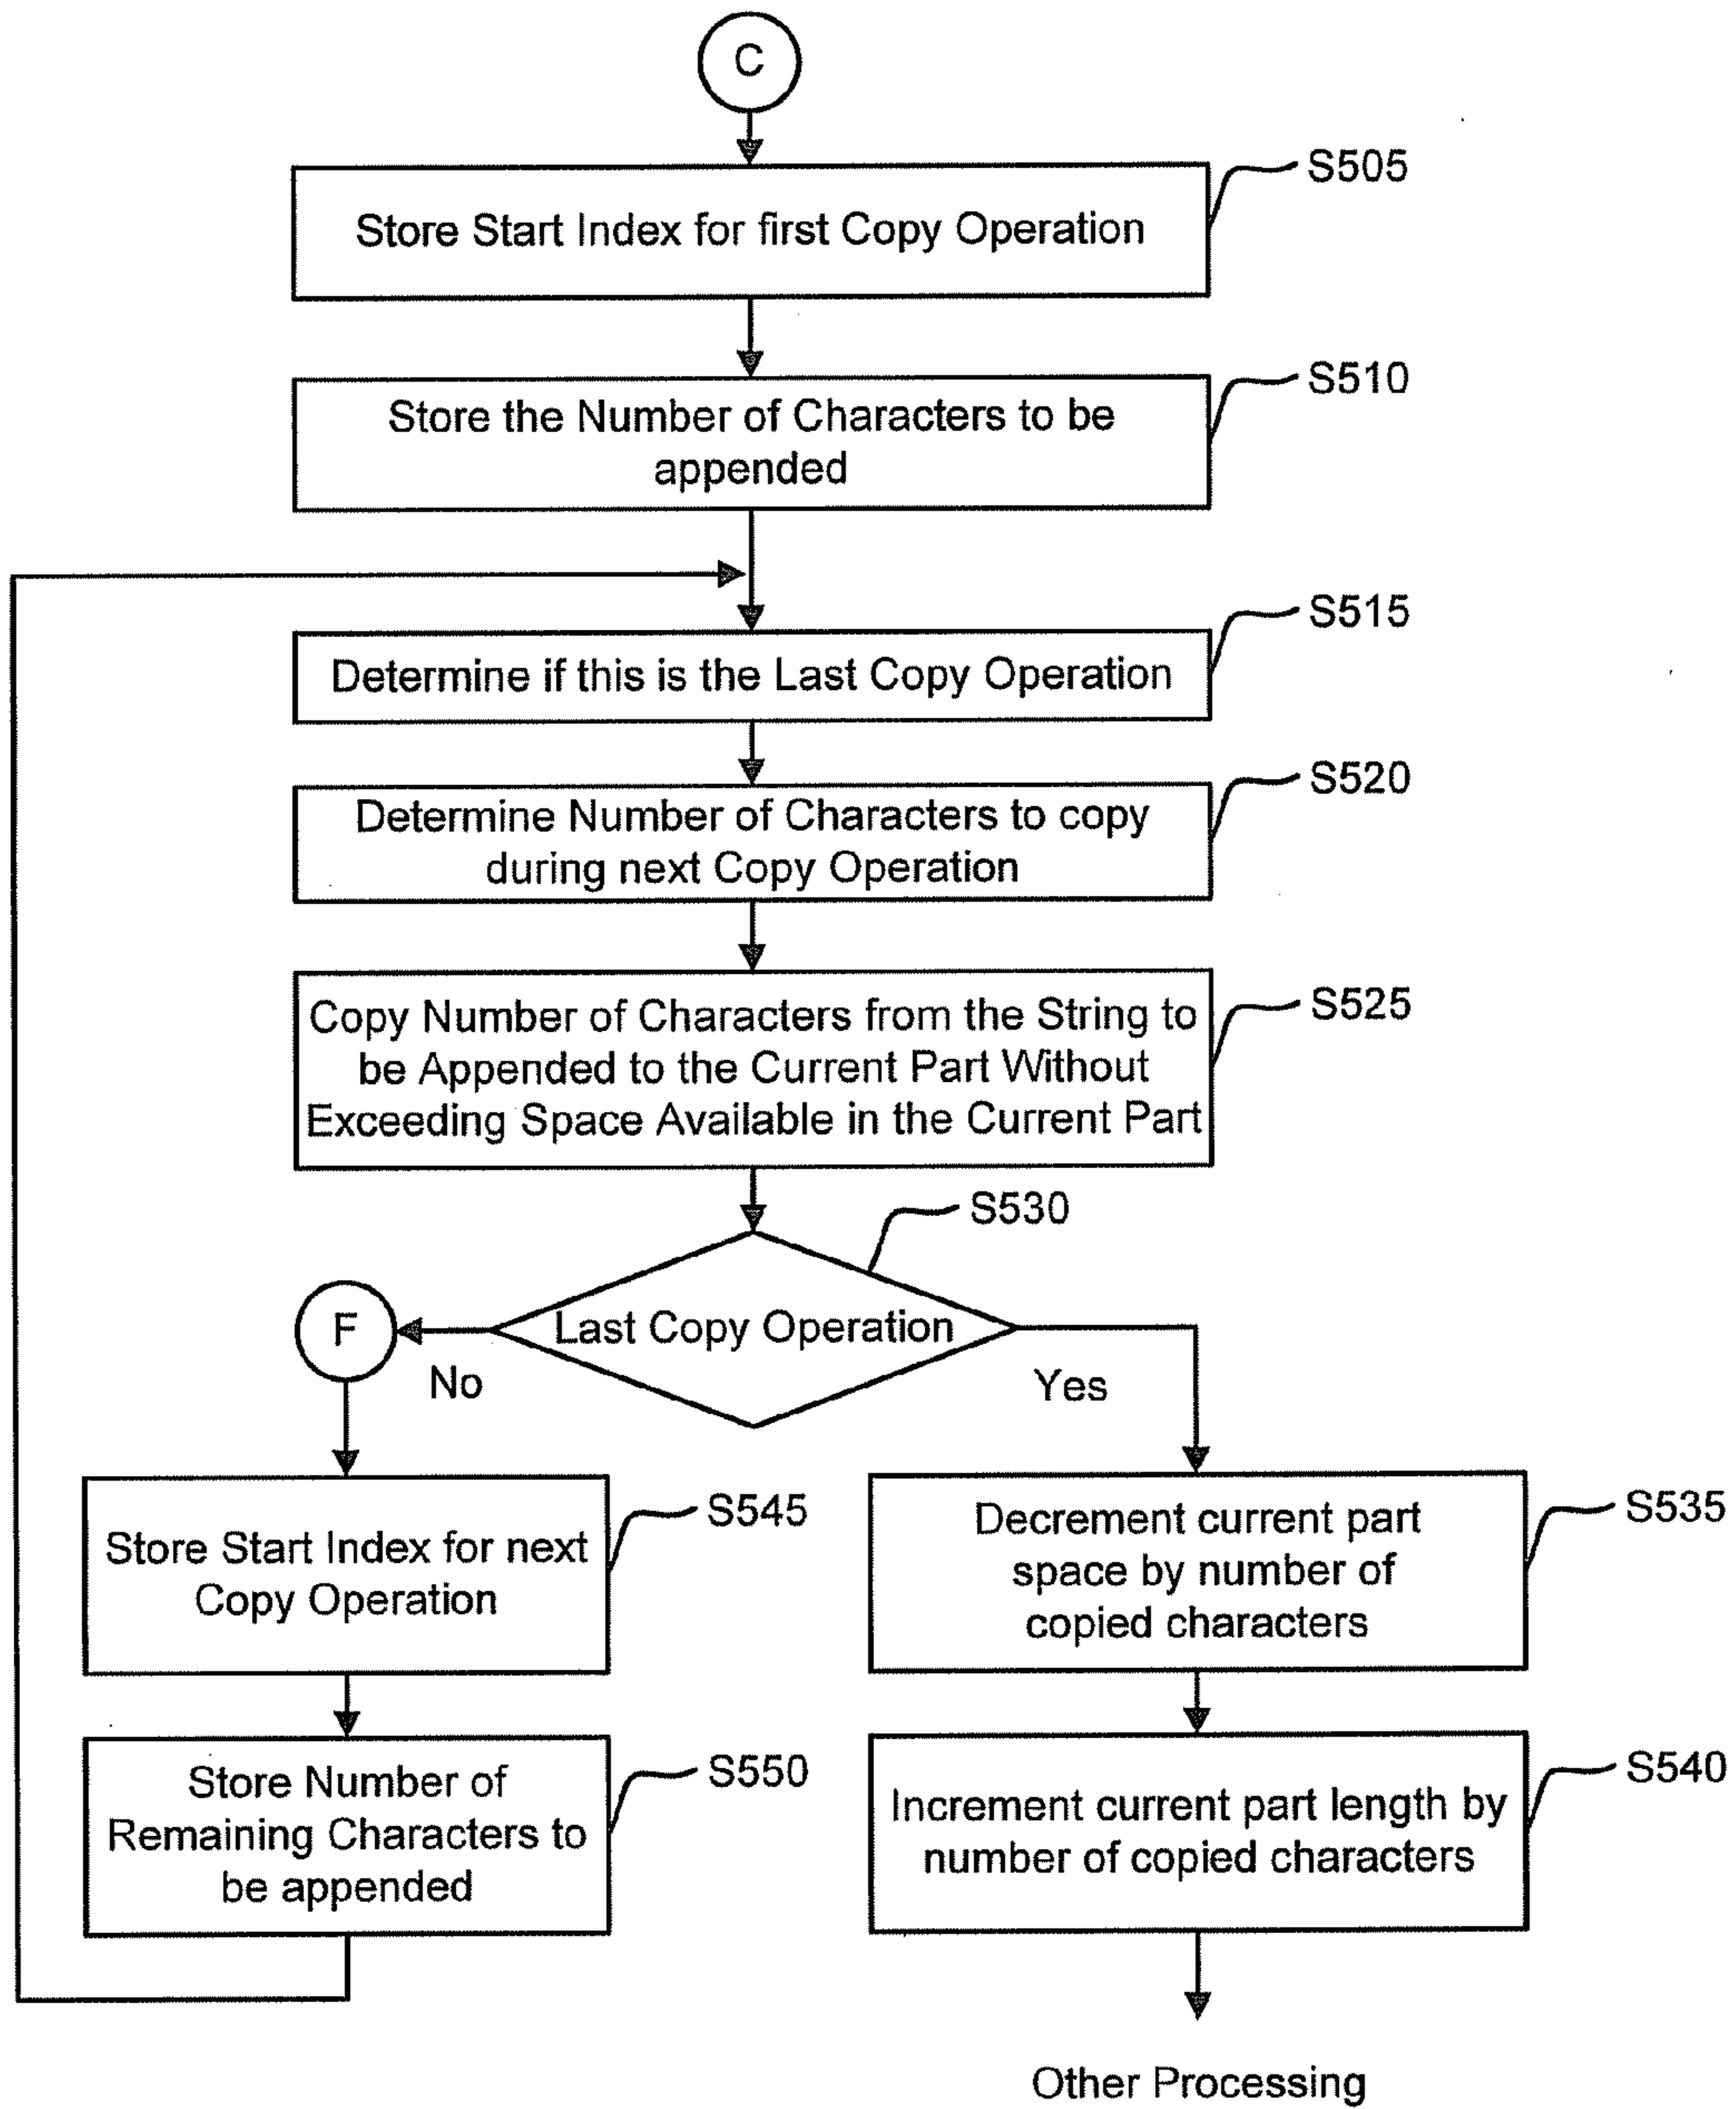 C
S505
Store Start Index for first Copy Operation
S510
Store the Number of Characters to be
appended
S515
Determine if this is the Last Copy Operation
S520
Determine Number of Characters to copy
during next Copy Operation
S525
Copy Number of Characters from the String to
be Appended to the Current Part Without
Exceeding Space Available in the Current Part
S530
Last Copy Operation
F
No
Yes
S545
Store Start Index for next
Copy Operation
S535
Decrement current part
space by number of
copied characters
S550
Store Number of
Remaining Characters to
be appended
S540
Increment current part length by
number of copied characters
Other Processing